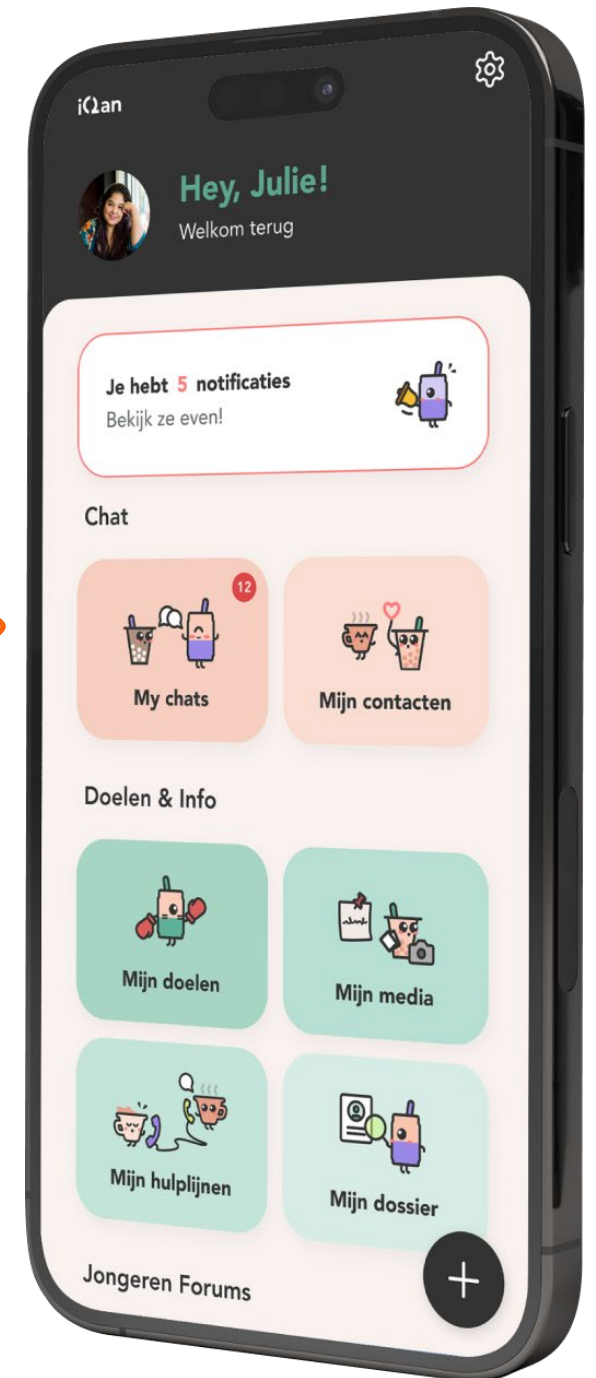 iQan
Hey, Julie!
Welkom terug
Je hebt 5 notificaties
Bekijk ze even!
Chat
12
My chats
Mijn contacten
Doelen & Info
Mijn doelen
Mijn media
Mijn hulplijnen
Mijn dossier
Jongeren Forums